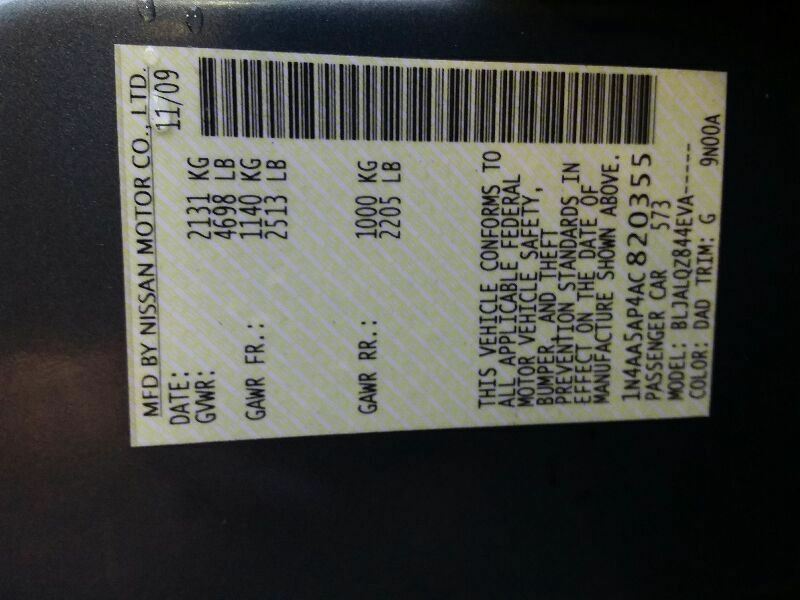 MFD BY NISSAN MOTOR CO., LTD.
DATE: 11/09
GVWR: 2131 KG
4698 LB
GAWR FR.: 1140 KG
2513 LB
GAWR RR.: 1000 KG
2205 LB
THIS VEHICLE CONFORMS TO
ALL APPLICABLE FEDERAL
MOTOR VEHICLE SAFETY,
BUMPER, AND THEFT
PREVENTION STANDARDS IN
EFFECT ON THE DATE OF
MANUFACTURE SHOWN ABOVE.
1N4AA5AP4AC820355
PASSENGER CAR 573
MODEL: BLJALQZ844EVA-----
COLOR: DAD TRIM: G 9N00A